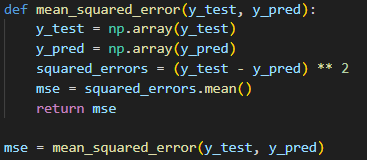 def mean_squared_error(y_test, y_pred):
    y_test = np.array(y_test)
    y_pred = np.array(y_pred)
    squared_errors = (y_test - y_pred) ** 2
    mse = squared_errors.mean()
    return mse

mse = mean_squared_error(y_test, y_pred)